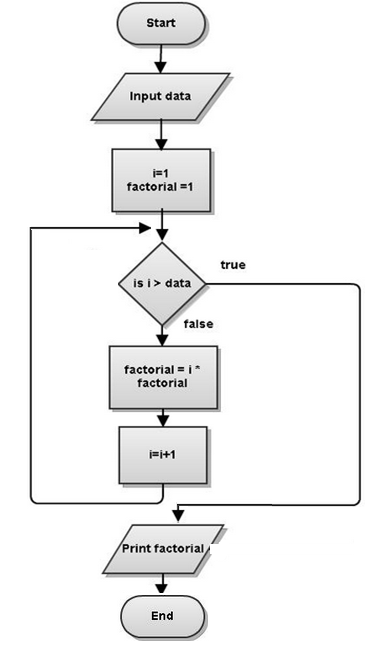 Start
Input data
i=1
factorial =1
is i > data
true
false
factorial = i *
factorial
i=i+1
Print factorial
End